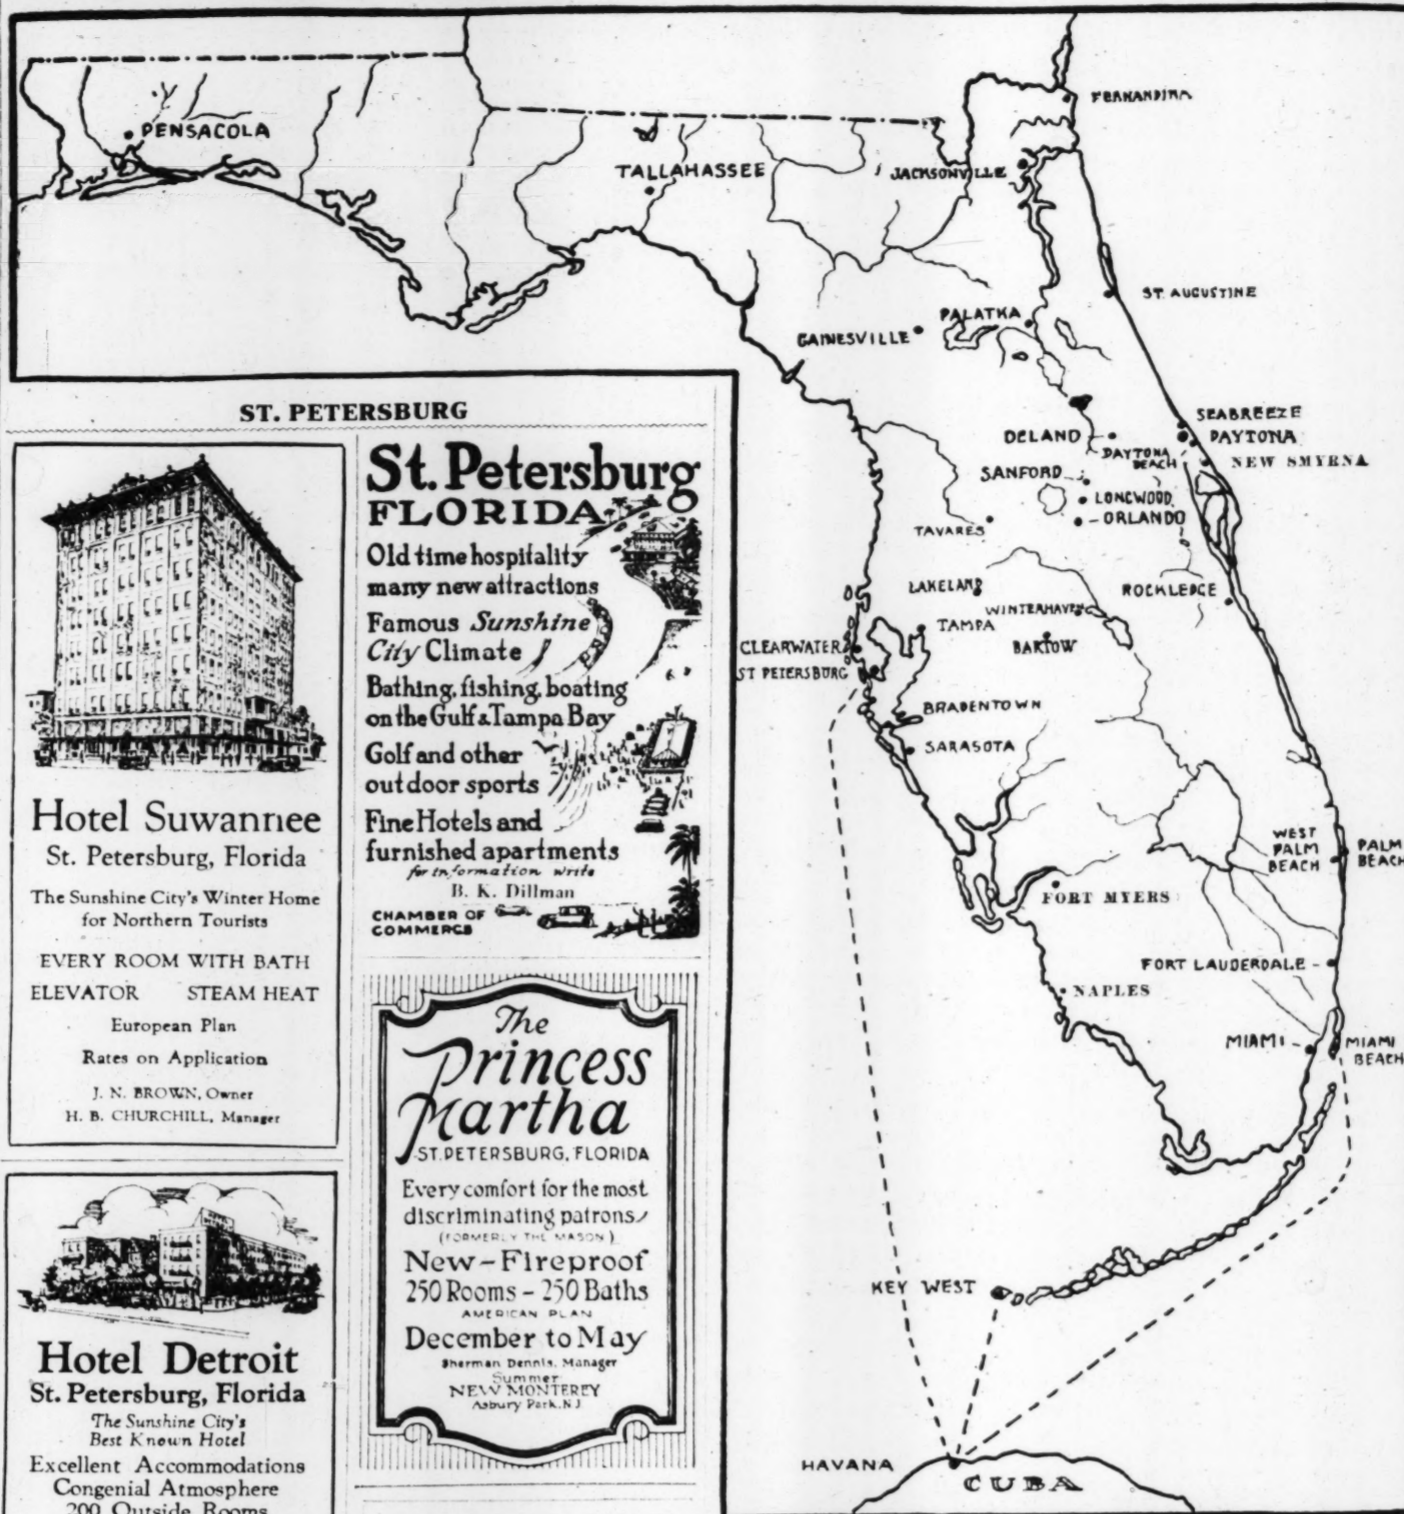 PENSACOLA
TALLAHASSEE
FERNANDINA
JACKSONVILLE
ST. AUGUSTINE
PALATKA
GAINESVILLE
SEABREEZE
DAYTONA
DELAND
DAYTONA
BEACH
NEW SMYRNA
SANFORD
LONGWOOD
ORLANDO
TAVARES
LAKELAND
ROCKLEDGE
WINTERHAVEN
TAMPA
BARTOW
CLEARWATER
ST PETERSBURG
BRADENTOWN
SARASOTA
WEST
PALM
BEACH
PALM
BEACH
FORT MYERS
FORT LAUDERDALE
NAPLES
MIAMI
MIAMI
BEACH
KEY WEST
HAVANA
CUBA
ST. PETERSBURG
Hotel Suwannee
St. Petersburg, Florida
The Sunshine City's Winter Home
for Northern Tourists
EVERY ROOM WITH BATH
ELEVATOR STEAM HEAT
European Plan
Rates on Application
J. N. BROWN, Owner
H. B. CHURCHILL, Manager
Hotel Detroit
St. Petersburg, Florida
The Sunshine City's
Best Known Hotel
Excellent Accommodations
Congenial Atmosphere
200 Outside Rooms
St. Petersburg
FLORIDA
Old time hospitality
many new attractions
Famous Sunshine
City Climate
Bathing, fishing, boating
on the Gulf & Tampa Bay
Golf and other
outdoor sports
Fine Hotels and
furnished apartments
for information write
B. K. Dillman
CHAMBER OF
COMMERCE
The
Princess
Martha
ST. PETERSBURG, FLORIDA
Every comfort for the most
discriminating patrons
(FORMERLY THE MASON)
New-Fireproof
250 Rooms - 250 Baths
AMERICAN PLAN
December to May
Sherman Dennis, Manager
Summer
NEW MONTEREY
Asbury Park, N.J.